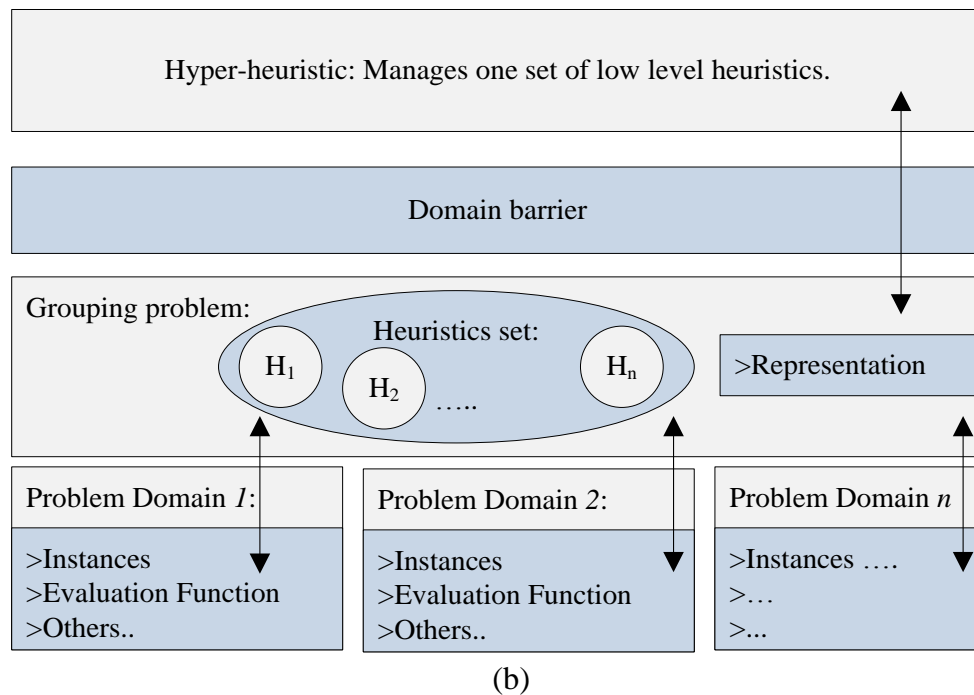 Hyper-heuristic: Manages one set of low level heuristics.
Domain barrier
Grouping problem:
Heuristics set:
H1
H2
…..
Hn
>Representation
Problem Domain 1:
>Instances
>Evaluation Function
>Others..
Problem Domain 2:
>Instances
>Evaluation Function
>Others..
Problem Domain n
>Instances ….
>…
>...
(b)